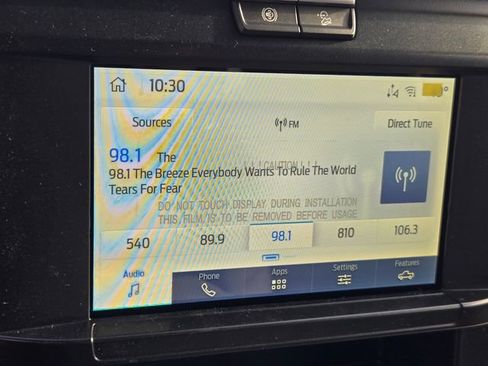 10:30
Sources
FM
Direct Tune
98.1 The
98.1 The Breeze Everybody Wants To Rule The World
Tears For Fear
! ! CAUTION ! !
DO NOT TOUCH DISPLAY DURING INSTALLATION
THIS FILM IS TO BE REMOVED BEFORE USAGE
540 89.9 98.1 810 106.3
Audio Phone Apps Settings Features